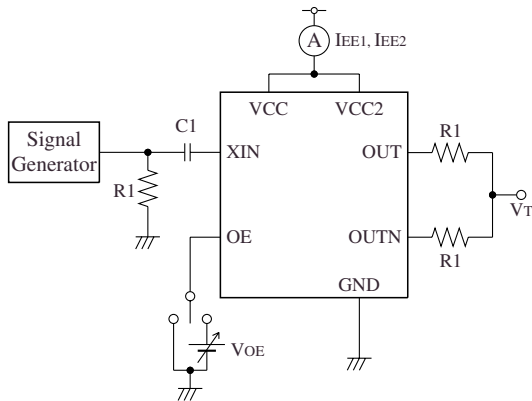 A
IEE1, IEE2
VCC
VCC2
Signal
Generator
C1
XIN
OUT
R1
R1
VT
OE
OUTN
R1
GND
VOE